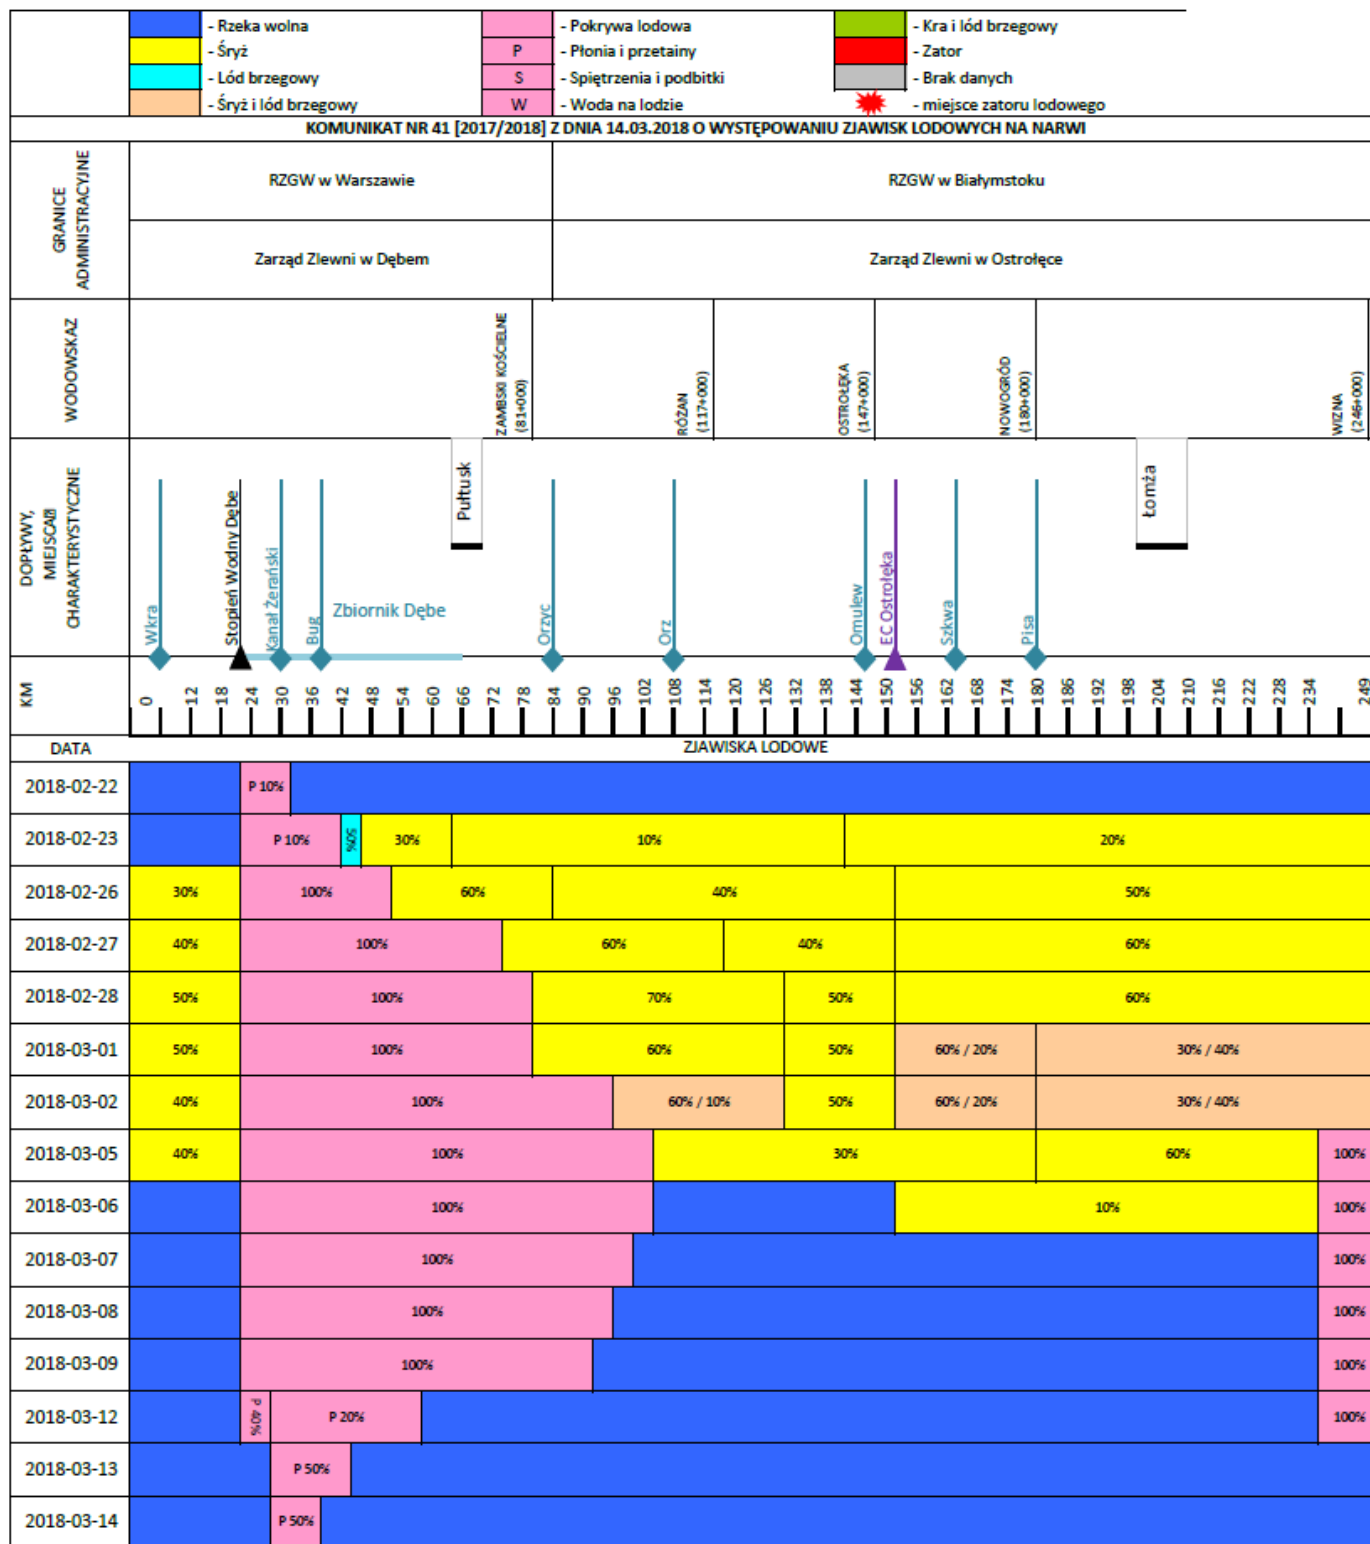 - Rzeka wolna
- Pokrywa lodowa
- Kra i lód brzegowy
- Śryż
P
- Płonia i przetainy
- Zator
- Lód brzegowy
S
- Spiętrzenia i podbitki
- Brak danych
- Śryż i lód brzegowy
W
- Woda na lodzie
- miejsce zatoru lodowego
KOMUNIKAT NR 41 [2017/2018] Z DNIA 14.03.2018 O WYSTĘPOWANIU ZJAWISK LODOWYCH NA NARWI
GRANICE
ADMINISTRACYJNE
RZGW w Warszawie
RZGW w Białymstoku
Zarząd Zlewni w Dębem
Zarząd Zlewni w Ostrołęce
WODOWSKAZ
ZAMBSKI KOŚCIELNE
(81+000)
RÓŻAN
(117+000)
OSTROŁĘKA
(147+000)
NOWOGRÓD
(180+000)
WIZNA
(246+000)
DOPŁYWY,
MIEJSCA
CHARAKTERYSTYCZNE
Wkra
Stopień Wodny Dębe
Kanał Żerański
Bug
Zbiornik Dębe
Pułtusk
Orzyc
Orz
Omulew
EC Ostrołęka
Szkwa
Pisa
Łomża
KM
0 12 18 24 30 36 42 48 54 60 66 72 78 84 90 96 102 108 114 120 126 132 138 144 150 156 162 168 174 180 186 192 198 204 210 216 222 228 234 249
DATA
ZJAWISKA LODOWE
2018-02-22
P 10%
2018-02-23
P 10%
50%
30%
10%
20%
2018-02-26
30%
100%
60%
40%
50%
2018-02-27
40%
100%
60%
40%
60%
2018-02-28
50%
100%
70%
50%
60%
2018-03-01
50%
100%
60%
50%
60% / 20%
30% / 40%
2018-03-02
40%
100%
60% / 10%
50%
60% / 20%
30% / 40%
2018-03-05
40%
100%
30%
60%
100%
2018-03-06
100%
10%
100%
2018-03-07
100%
100%
2018-03-08
100%
100%
2018-03-09
100%
100%
2018-03-12
P 40%
P 20%
100%
2018-03-13
P 50%
2018-03-14
P 50%